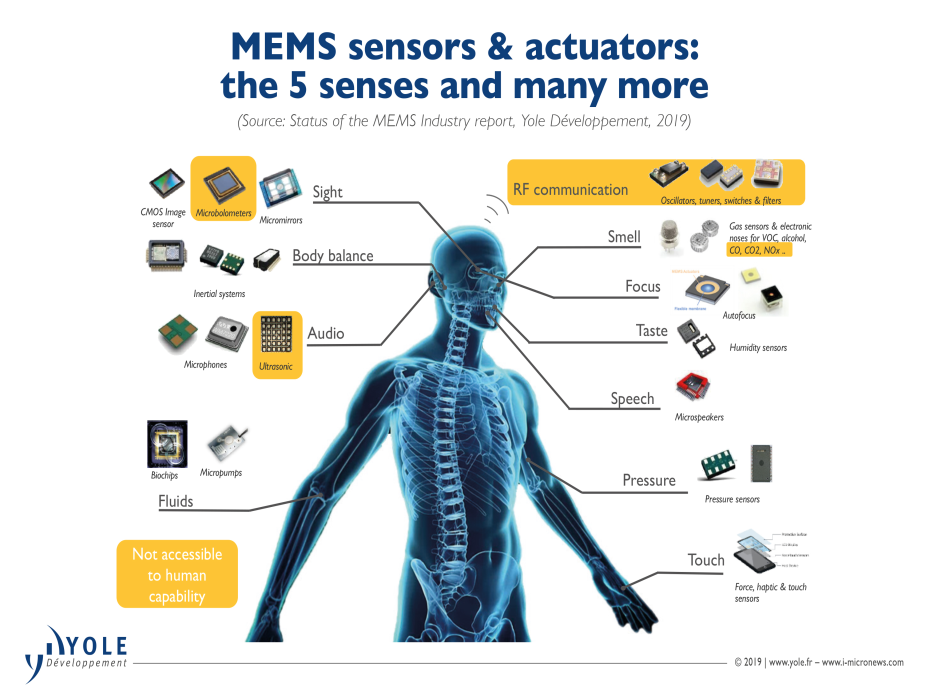 MEMS sensors & actuators:
the 5 senses and many more
(Source: Status of the MEMS Industry report, Yole Développement, 2019)
CMOS Image
sensor
Microbolometers
Micromirrors
Sight
RF communication
Oscillators, tuners, switches & filters
Smell
Gas sensors & electronic
noses for VOC, alcohol,
CO, CO2, NOx ..
Body balance
Inertial systems
Focus
Autofocus
Audio
Microphones
Ultrasonic
Taste
Humidity sensors
Speech
Microspeakers
Biochips
Micropumps
Fluids
Pressure
Pressure sensors
Not accessible
to human
capability
Touch
Force, haptic & touch
sensors
YOLE
Développement
© 2019 | www.yole.fr – www.i-micronews.com